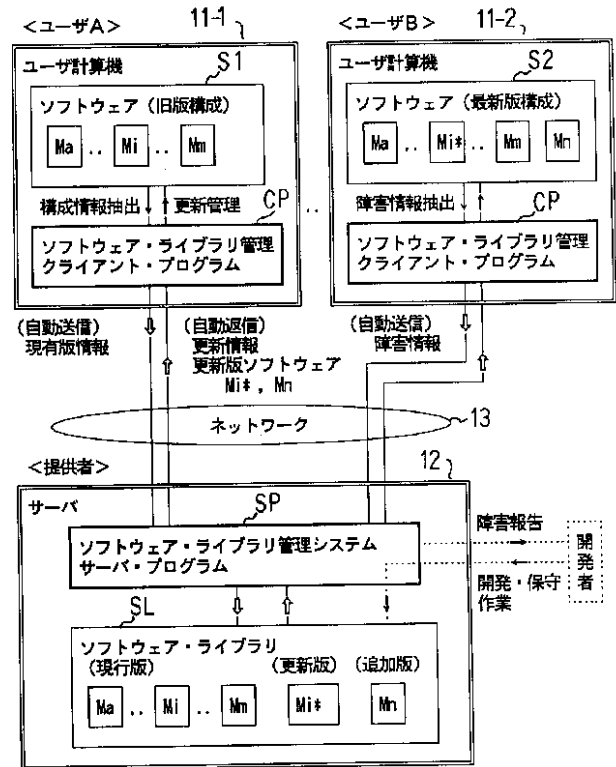 <ユーザA>
11-1
ユーザ計算機
S1
ソフトウェア(旧版構成)
Ma ‥ Mi ‥ Mm
構成情報抽出
更新管理
CP
ソフトウェア・ライブラリ管理
クライアント・プログラム
‥
<ユーザB>
11-2
ユーザ計算機
S2
ソフトウェア(最新版構成)
Ma ‥ Mi* ‥ Mm Mn
障害情報抽出
CP
ソフトウェア・ライブラリ管理
クライアント・プログラム
(自動送信)
現有版情報
(自動返信)
更新情報
更新版ソフトウェア
Mi*, Mn
(自動送信)
障害情報
ネットワーク
13
<提供者>
12
サーバ
SP
ソフトウェア・ライブラリ管理システム
サーバ・プログラム
障害報告
開発者
開発・保守
作業
SL
ソフトウェア・ライブラリ
(現行版) (更新版) (追加版)
Ma ‥ Mi ‥ Mm Mi* Mn